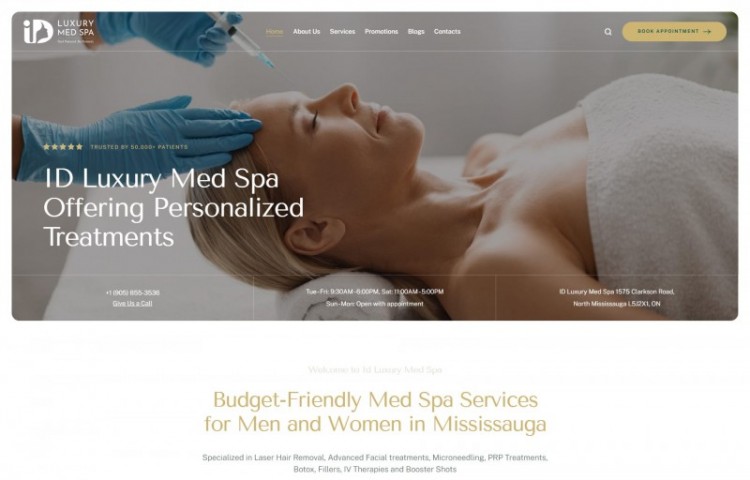 iD LUXURY
MED SPA
Home About Us Services Promotions Blogs Contacts
BOOK APPOINTMENT
TRUSTED BY 50,000+ PATIENTS
ID Luxury Med Spa
Offering Personalized
Treatments
+1 (905) 855-3536
Give Us a Call
Tue-Fri: 9:30AM-6:00PM, Sat: 11:00AM-5:00PM
Sun-Mon Open with appointment
ID Luxury Med Spa 1575 Clarkson Road,
North Mississauga L5J2X1, ON
Welcome to Id Luxury Med Spa
Budget-Friendly Med Spa Services
for Men and Women in Mississauga
Specialized in Laser Hair Removal, Advanced Facial treatments, Microneedling, PRP Treatments,
Botox, Fillers, IV Therapies and Booster Shots